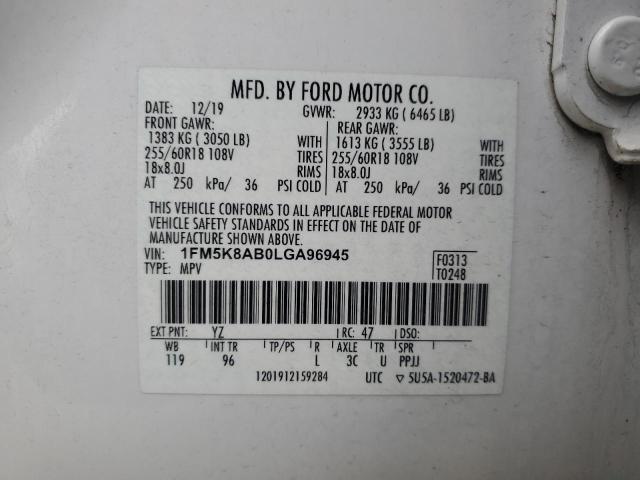 MFD. BY FORD MOTOR CO.
DATE: 12/19 GVWR: 2933 KG ( 6465 LB)
FRONT GAWR: REAR GAWR:
1383 KG ( 3050 LB) WITH 1613 KG ( 3555 LB) WITH
255/60R18 108V TIRES 255/60R18 108V TIRES
18x8.0J RIMS 18x8.0J RIMS
AT 250 kPa/ 36 PSI COLD AT 250 kPa/ 36 PSI COLD
THIS VEHICLE CONFORMS TO ALL APPLICABLE FEDERAL MOTOR
VEHICLE SAFETY STANDARDS IN EFFECT ON THE DATE OF
MANUFACTURE SHOWN ABOVE.
VIN: 1FM5K8AB0LGA96945 F0313
TYPE: MPV T0248
EXT PNT: YZ RC: 47 DSO:
WB INT TR TP/PS R AXLE TR SPR
119 96 L 3C U PPJJ
1201912159284 UTC ▽ SU5A-1520472-BA